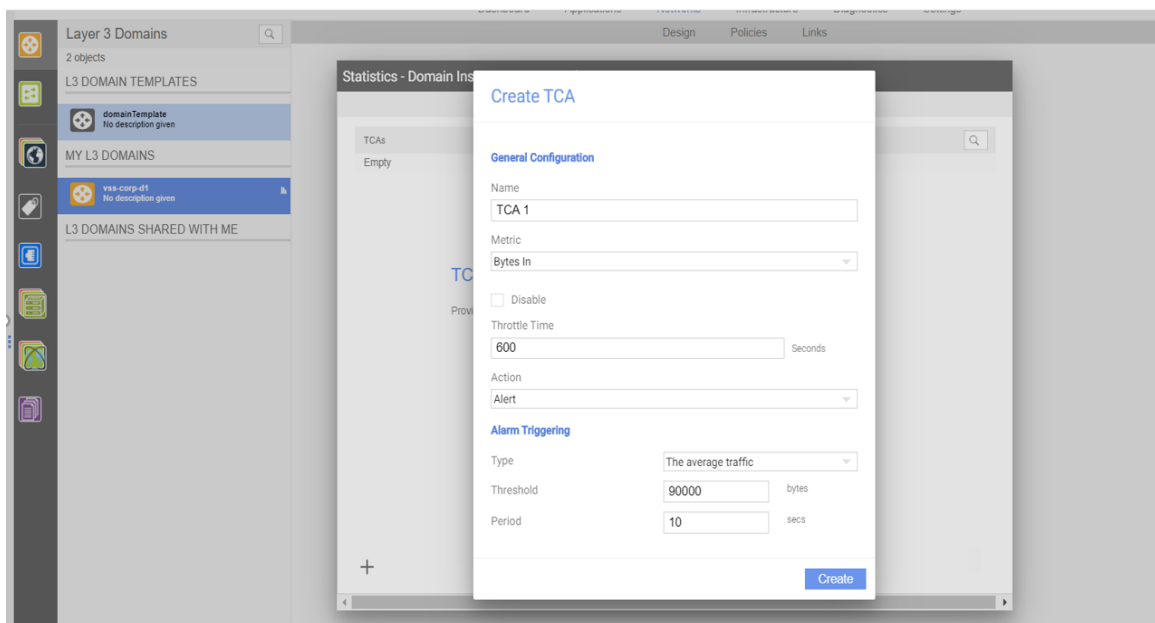 Layer 3 Domains
Design Policies Links
2 objects
L3 DOMAIN TEMPLATES
domainTemplate
No description given
MY L3 DOMAINS
vss-corp-d1
No description given
L3 DOMAINS SHARED WITH ME
Statistics - Domain Ins
TCAs
Empty
TC
Provi
Create TCA
General Configuration
Name
TCA 1
Metric
Bytes In
Disable
Throttle Time
600 Seconds
Action
Alert
Alarm Triggering
Type The average traffic
Threshold 90000 bytes
Period 10 secs
Create